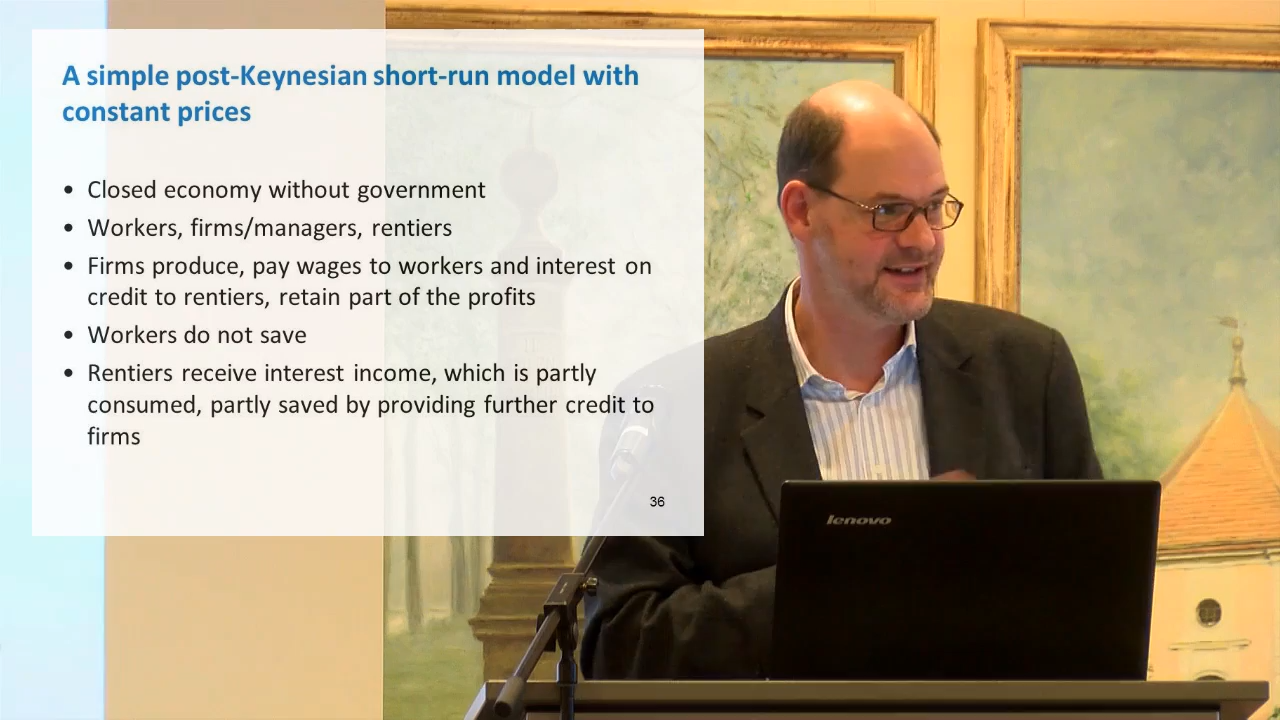 A simple post-Keynesian short-run model with
constant prices
• Closed economy without government
• Workers, firms/managers, rentiers
• Firms produce, pay wages to workers and interest on
credit to rentiers, retain part of the profits
• Workers do not save
• Rentiers receive interest income, which is partly
consumed, partly saved by providing further credit to
firms
36
lenovo